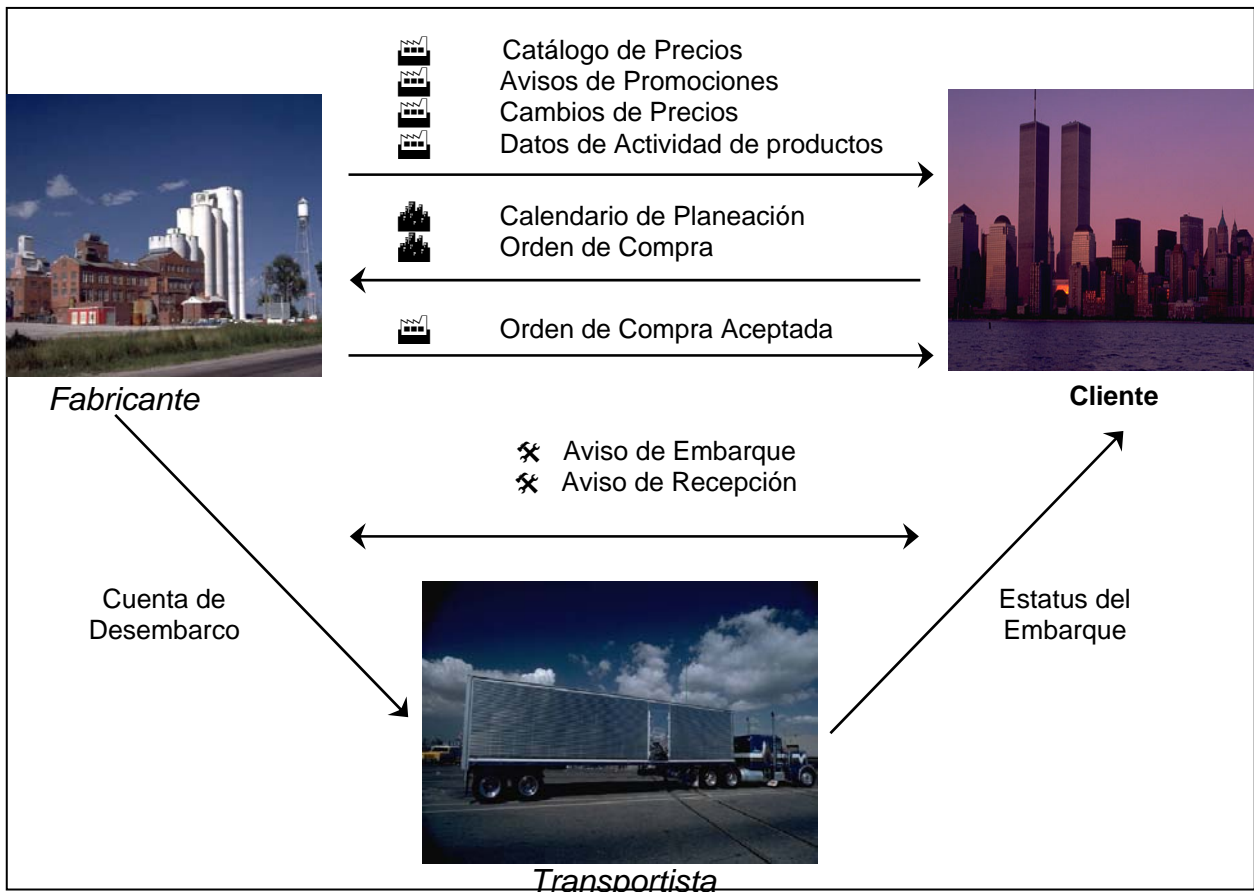 Catálogo de Precios
Avisos de Promociones
Cambios de Precios
Datos de Actividad de productos
Calendario de Planeación
Orden de Compra
Orden de Compra Aceptada
Fabricante
Cliente
Aviso de Embarque
Aviso de Recepción
Cuenta de
Desembarco
Estatus del
Embarque
Transportista